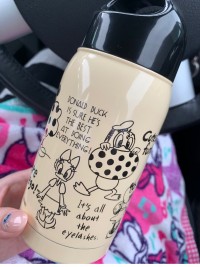 DONALD DUCK
IS SURE HE'S
THE BEST
AT DOING
EVERYTHING!
It's all
about
the
eyelashes.